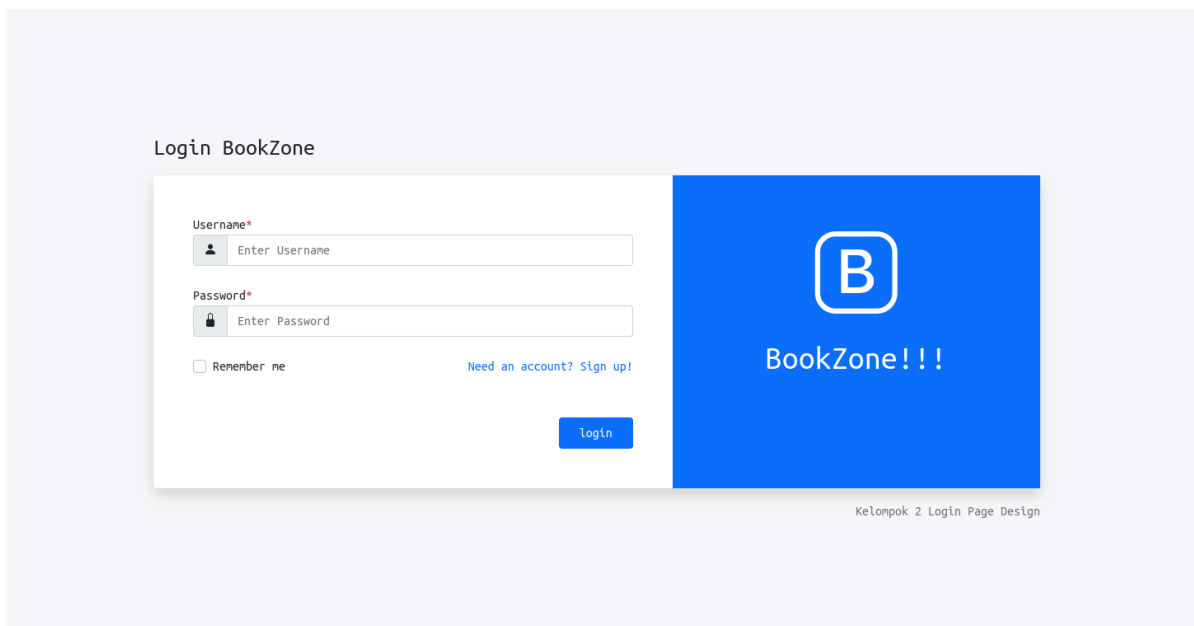 Login BookZone
Username*
Enter Username
Password*
Enter Password
Remember me
Need an account? Sign up!
login
B
BookZone!!!
Kelompok 2 Login Page Design